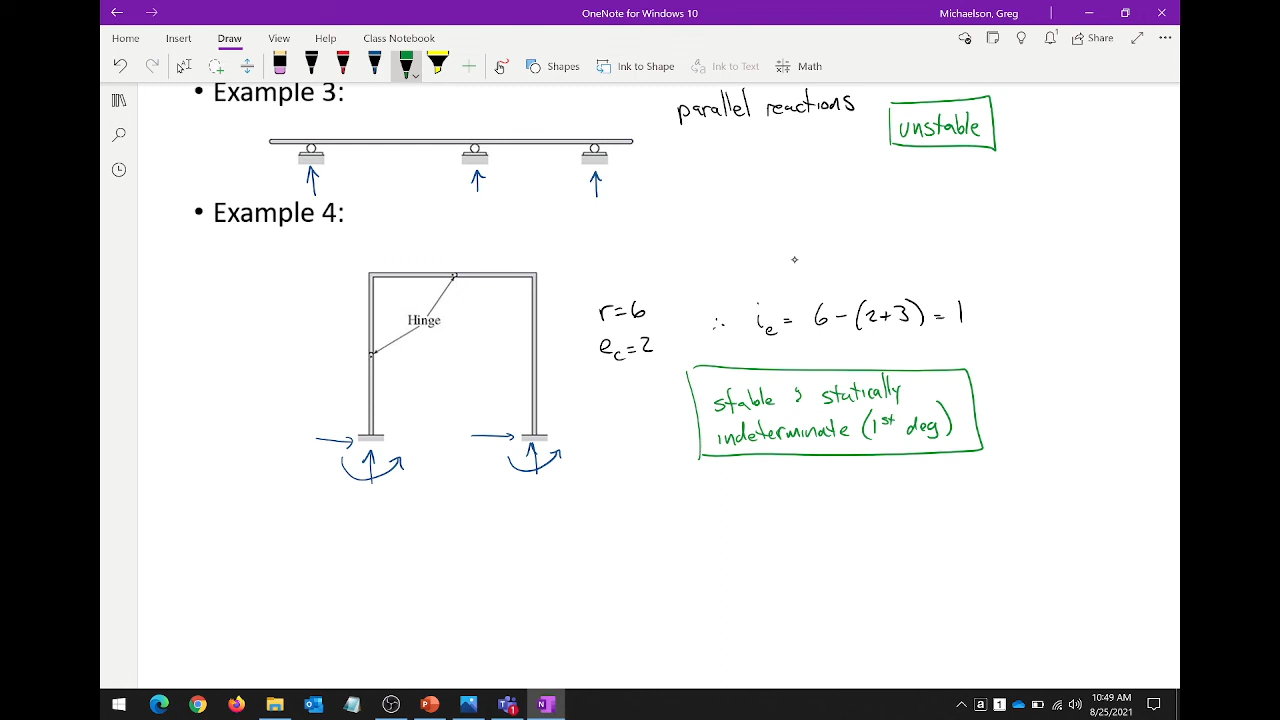 OneNote for Windows 10
Michaelson, Greg
Home Insert Draw View Help Class Notebook
Share
Shapes Ink to Shape Ink to Text Math
• Example 3:
parallel reactions
unstable
• Example 4:
Hinge
r=6
e_c=2
∴ i_e = 6-(2+3) = 1
stable & statically
indeterminate (1st deg)
10:49 AM
8/25/2021